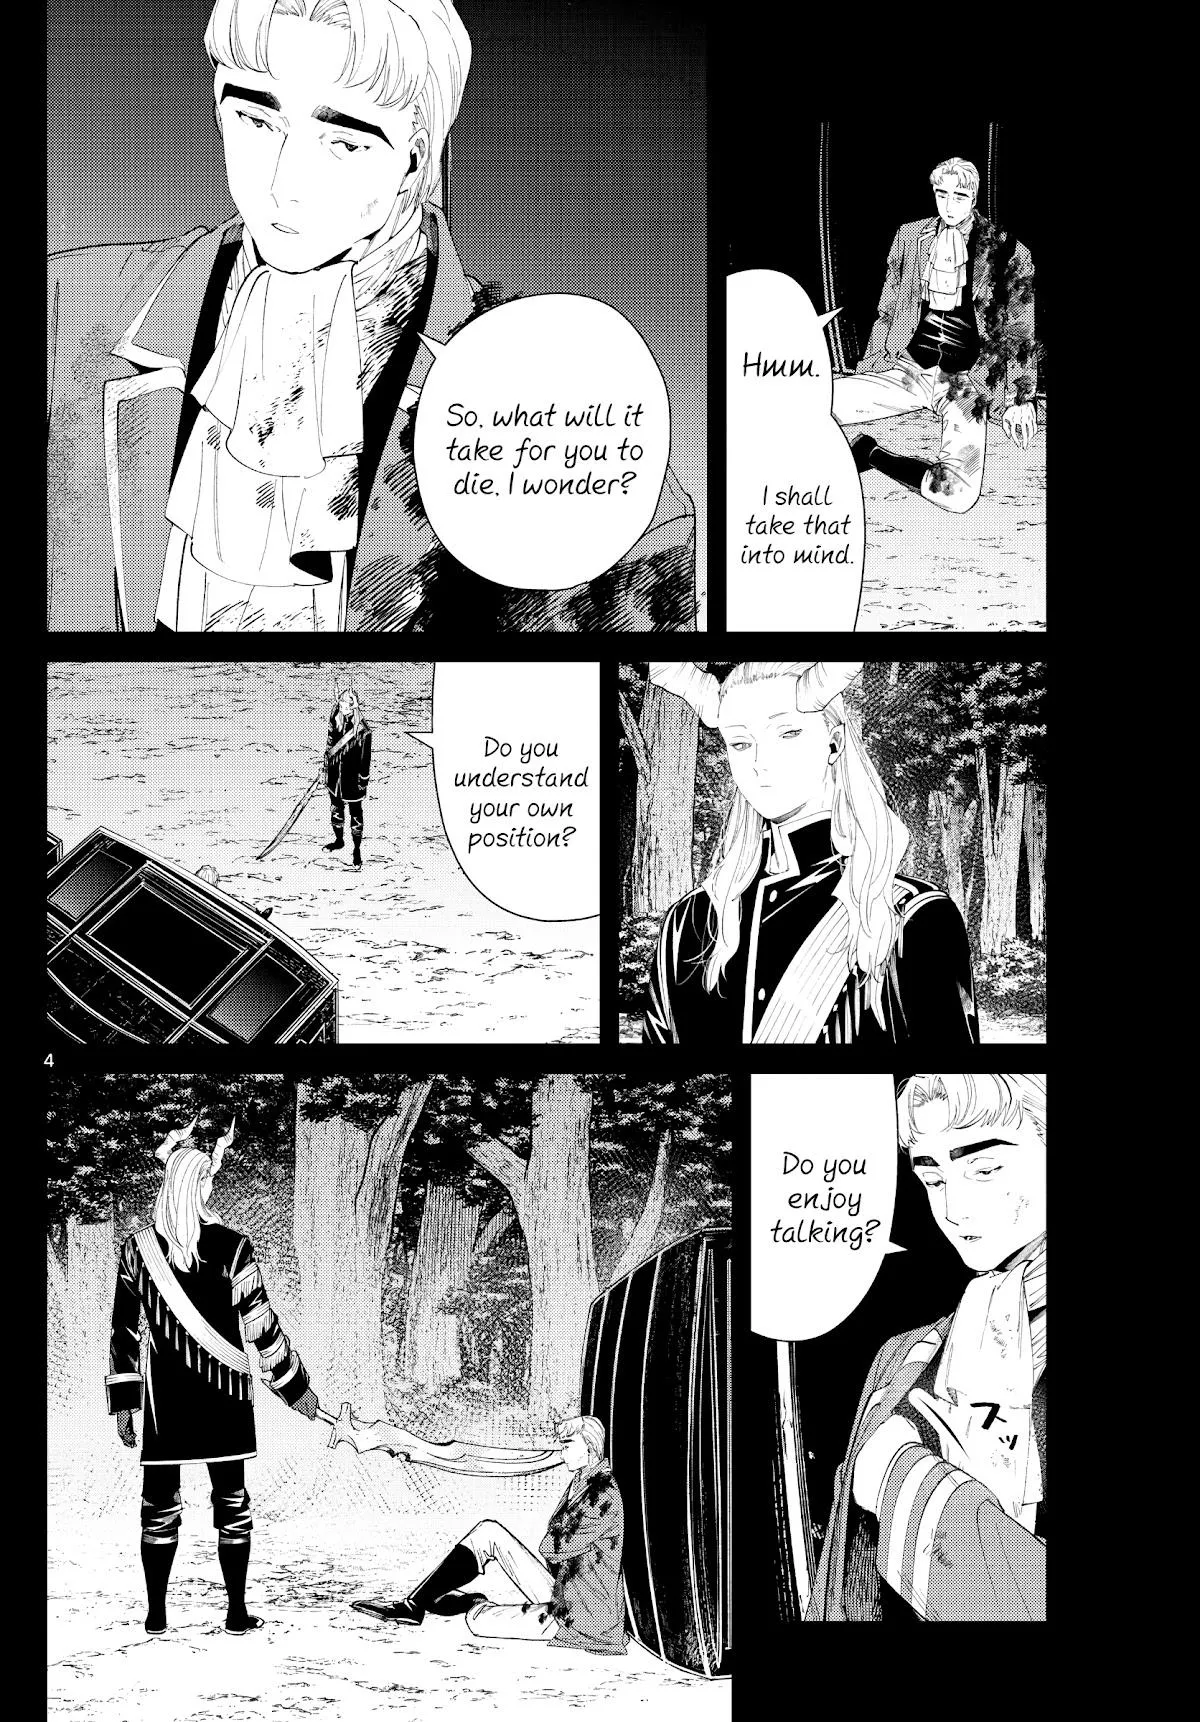 Hmm.
I shall
take that
into mind.
So, what will it
take for you to
die, I wonder?
Do you
understand
your own
position?
Do you
enjoy
talking?
スッ
4